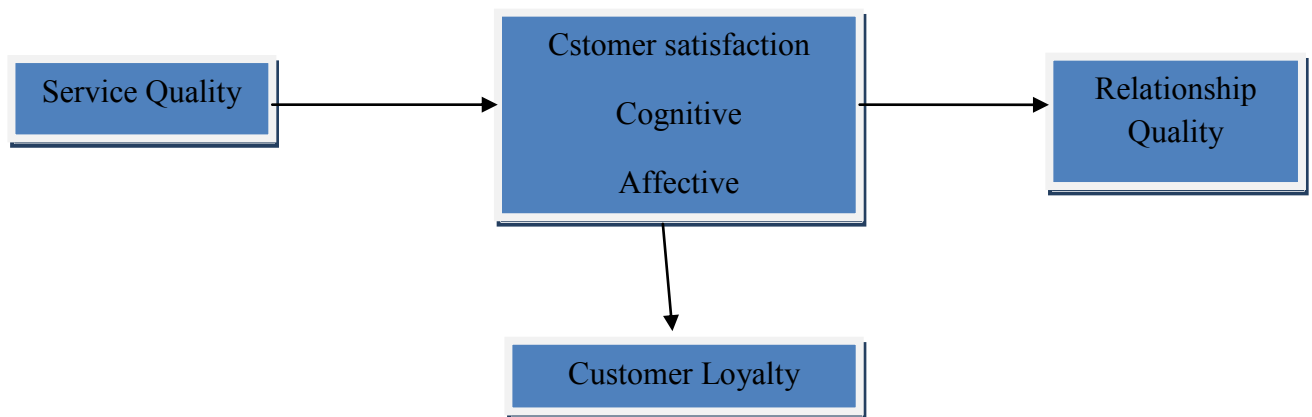 Service Quality
Cstomer satisfaction
Cognitive
Affective
Relationship
Quality
Customer Loyalty